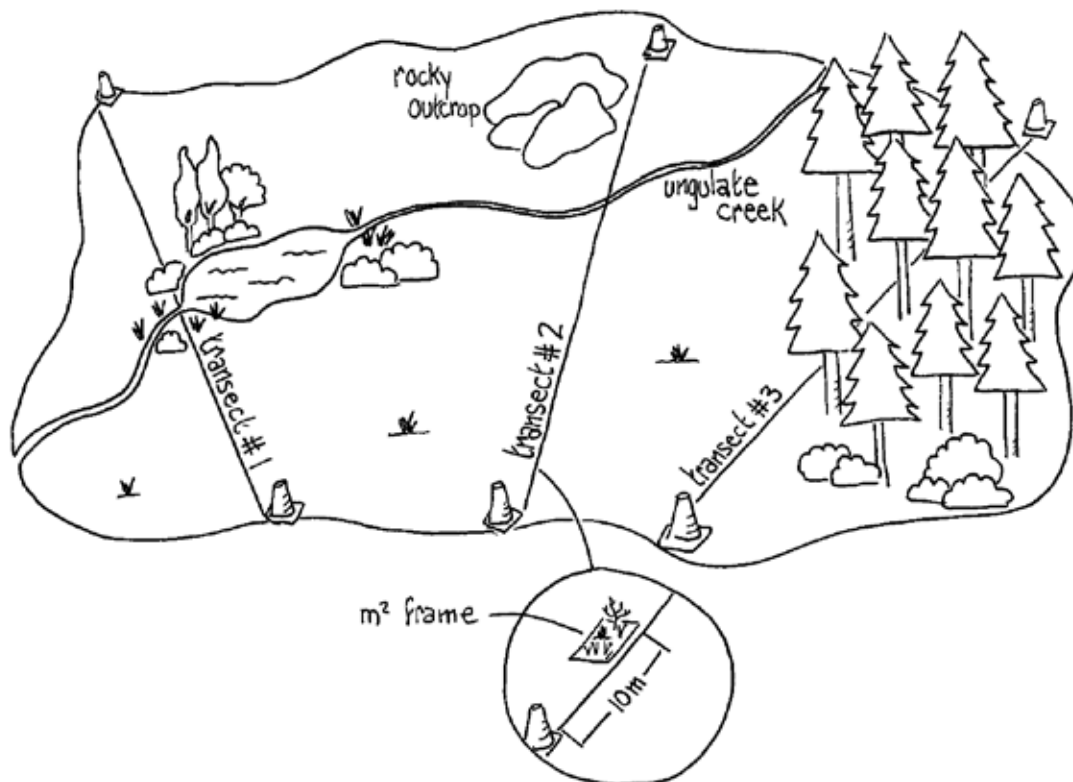 rocky
outcrop
ungulate
creek
transect #1
transect #2
transect #3
m² frame
10m